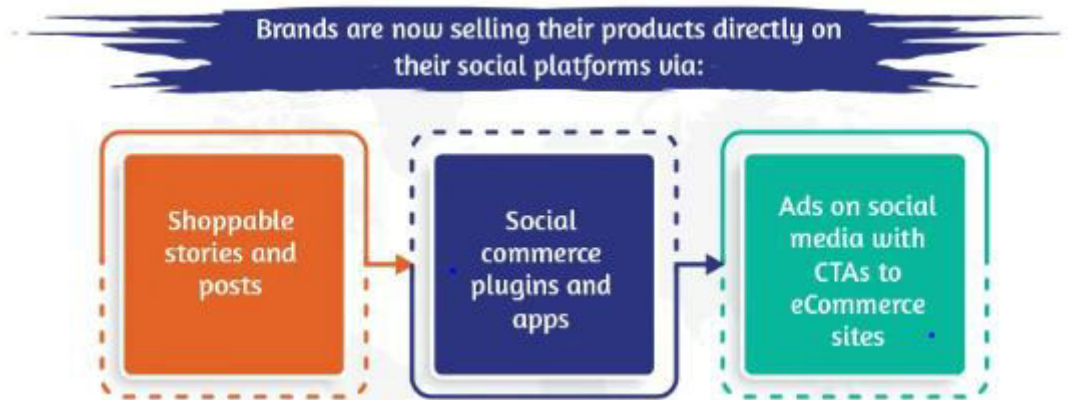 Brands are now selling their products directly on
their social platforms via:
Shoppable
stories and
posts
Social
commerce
plugins and
apps
Ads on social
media with
CTAs to
eCommerce
sites